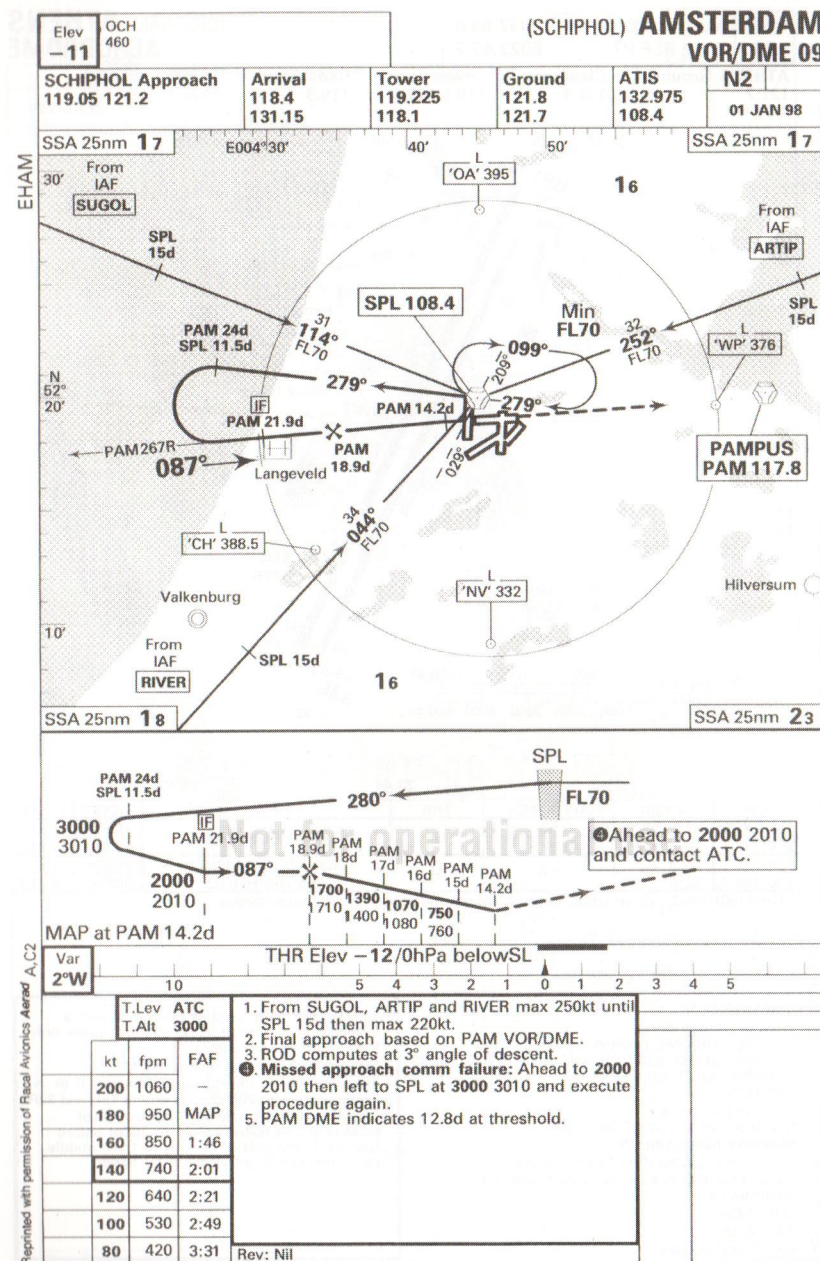 Elev
-11
OCH
460
(SCHIPHOL) AMSTERDAM
VOR/DME 09
SCHIPHOL Approach
119.05 121.2
Arrival
118.4
131.15
Tower
119.225
118.1
Ground
121.8
121.7
ATIS
132.975
108.4
N2
01 JAN 98
EHAM
SSA 25nm 17
E004°30'
40'
50'
SSA 25nm 17
30'
From
IAF
SUGOL
L
'OA' 395
16
From
IAF
ARTIP
SPL
15d
SPL 108.4
Min
FL70
SPL
15d
PAM 24d
SPL 11.5d
31
114°
FL70
099°
32
252°
FL70
L
'WP' 376
209°
N
52°
20'
279°
279°
IF
PAM 21.9d
PAM 14.2d
PAM267R
087°
PAM
18.9d
PAMPUS
PAM 117.8
Langeveld
029°
34
044°
FL70
L
'CH' 388.5
L
'NV' 332
Hilversum
Valkenburg
10'
From
IAF
RIVER
SPL 15d
16
SSA 25nm 18
SSA 25nm 23
PAM 24d
SPL 11.5d
SPL
280°
FL70
3000
3010
IF
PAM 21.9d
Not for operational use
❹Ahead to 2000 2010
and contact ATC.
PAM
18.9d
PAM
18d
PAM
17d
PAM
16d
PAM
15d
PAM
14.2d
2000
2010
087°
1700
1710
1390
1400
1070
1080
750
760
MAP at PAM 14.2d
Var
2°W
THR Elev -12/0hPa belowSL
10 5 4 3 2 1 0 1 2 3 4 5
T.Lev ATC
T.Alt 3000
kt fpm FAF
200 1060 –
180 950 MAP
160 850 1:46
140 740 2:01
120 640 2:21
100 530 2:49
80 420 3:31
1. From SUGOL, ARTIP and RIVER max 250kt until
SPL 15d then max 220kt.
2. Final approach based on PAM VOR/DME.
3. ROD computes at 3° angle of descent.
❹. Missed approach comm failure: Ahead to 2000
2010 then left to SPL at 3000 3010 and execute
procedure again.
5. PAM DME indicates 12.8d at threshold.
Rev: Nil
Reprinted with permission of Racal Avionics Aerad A,C2